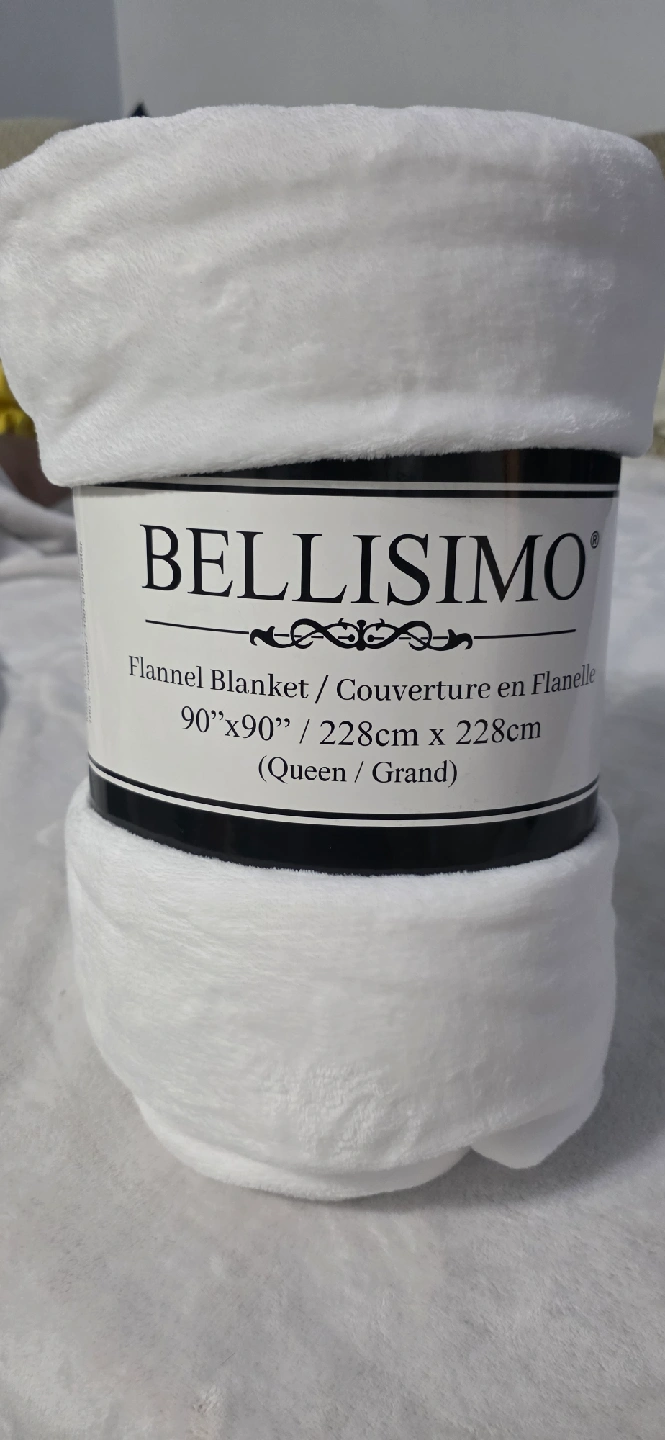 BELLISIMO®
Flannel Blanket / Couverture en Flanelle
90”x90” / 228cm x 228cm
(Queen / Grand)